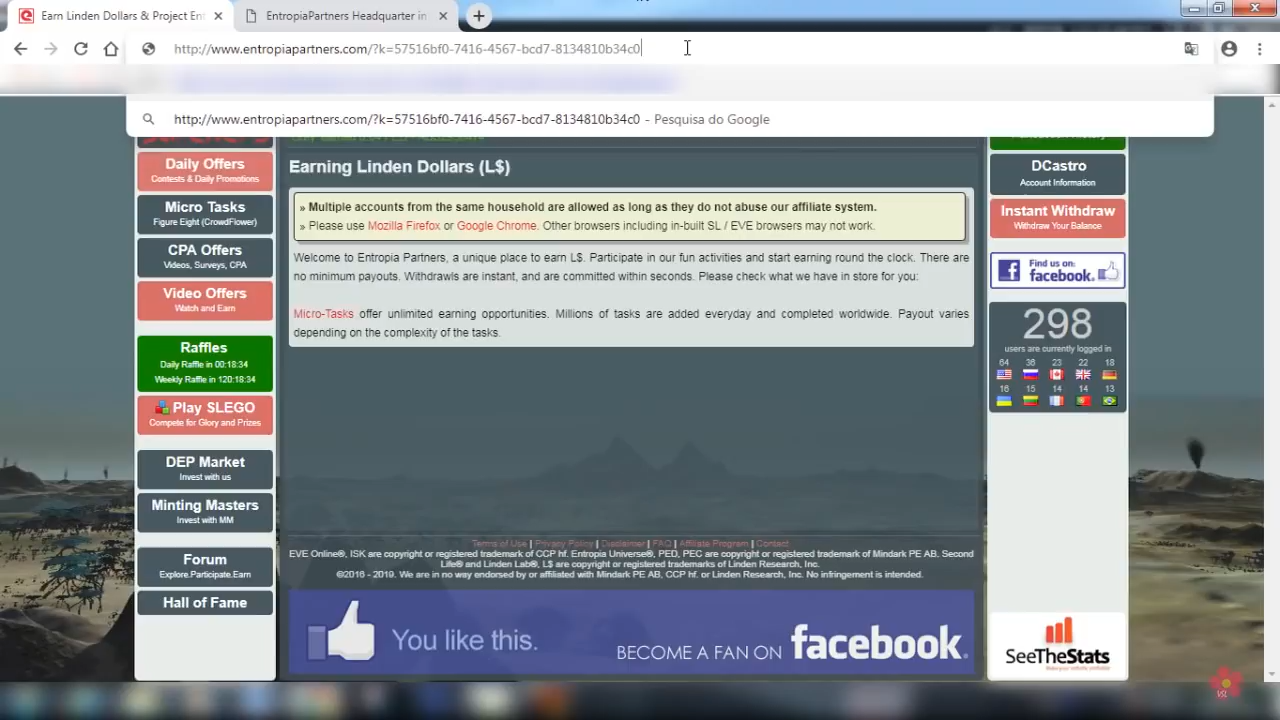 Earn Linden Dollars & Project Ent
EntropiaPartners Headquarter in
http://www.entropiapartners.com/?k=57516bf0-7416-4567-bcd7-8134810b34c0
http://www.entropiapartners.com/?k=57516bf0-7416-4567-bcd7-8134810b34c0 - Pesquisa do Google
Daily Offers
Contests & Daily Promotions
Micro Tasks
Figure Eight (CrowdFlower)
CPA Offers
Videos, Surveys, CPA
Video Offers
Watch and Earn
Raffles
Daily Raffle in 00:18:34
Weekly Raffle in 120:18:34
Play SLEGO
Compete for Glory and Prizes
DEP Market
Invest with us
Minting Masters
Invest with MM
Forum
Explore.Participate.Earn
Hall of Fame
Earning Linden Dollars (L$)
» Multiple accounts from the same household are allowed as long as they do not abuse our affiliate system.
» Please use Mozilla Firefox or Google Chrome. Other browsers including in-built SL / EVE browsers may not work.
Welcome to Entropia Partners, a unique place to earn L$. Participate in our fun activities and start earning round the clock. There are
no minimum payouts. Withdrawls are instant, and are committed within seconds. Please check what we have in store for you:
Micro-Tasks offer unlimited earning opportunities. Millions of tasks are added everyday and completed worldwide. Payout varies
depending on the complexity of the tasks.
Terms of Use | Privacy Policy | Disclaimer | FAQ | Affiliate Program | Contact
EVE Online®, ISK are copyright or registered trademark of CCP hf. Entropia Universe®, PED, PEC are copyright or registered trademark of Mindark PE AB. Second
Life® and Linden Lab®, L$ are copyright or registered trademarks of Linden Research, Inc.
©2016 - 2019. We are in no way endorsed by or affiliated with Mindark PE AB, CCP hf. or Linden Research, Inc. No infringement is intended.
You like this.
BECOME A FAN ON facebook.
DCastro
Account Information
Instant Withdraw
Withdraw Your Balance
Find us on:
facebook.
298
users are currently logged in
64 36 23 22 18
16 15 14 14 13
SeeTheStats
VSL